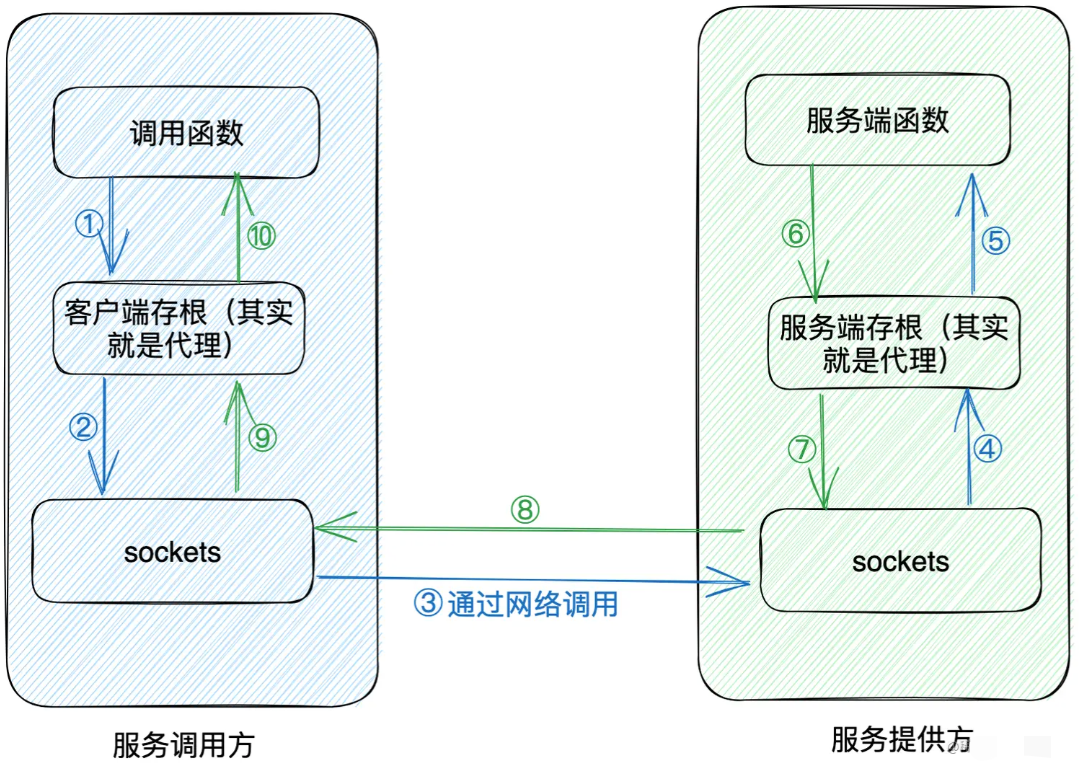 调用函数
①
⑩
客户端存根（其实
就是代理）
②
⑨
sockets
服务调用方
⑧
③通过网络调用
服务端函数
⑥
⑤
服务端存根（其实
就是代理）
⑦
④
sockets
服务提供方